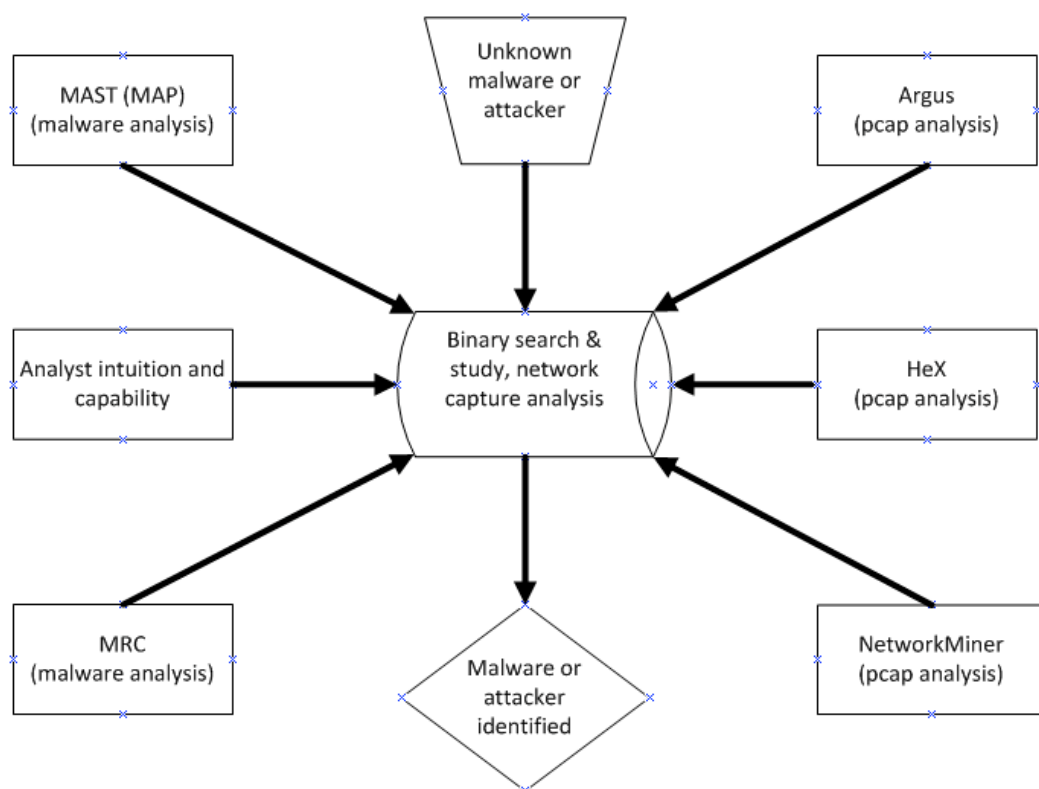 Unknown
malware or
attacker
MAST (MAP)
(malware analysis)
Argus
(pcap analysis)
Binary search &
study, network
capture analysis
Analyst intuition and
capability
HeX
(pcap analysis)
MRC
(malware analysis)
Malware or
attacker
identified
NetworkMiner
(pcap analysis)